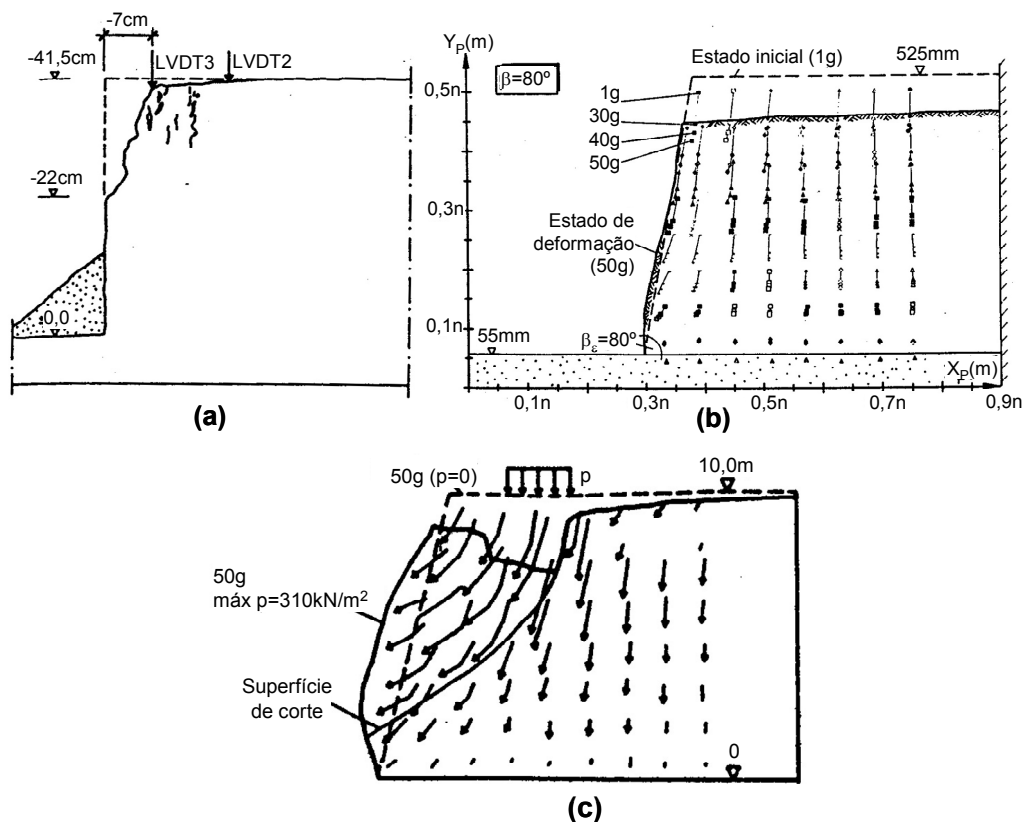 -7cm
-41,5cm
LVDT3
LVDT2
-22cm
0,0
(a)
(b)
Y_P(m)
β=80º
Estado inicial (1g)
525mm
0,5n
1g
30g
40g
50g
0,3n
Estado de
deformação
(50g)
0,1n
55mm
β_ε=80º
X_P(m)
0,1n
0,3n
0,5n
0,7n
0,9n
50g (p=0)
p
10,0m
50g
máx p=310kN/m²
Superfície
de corte
0
(c)